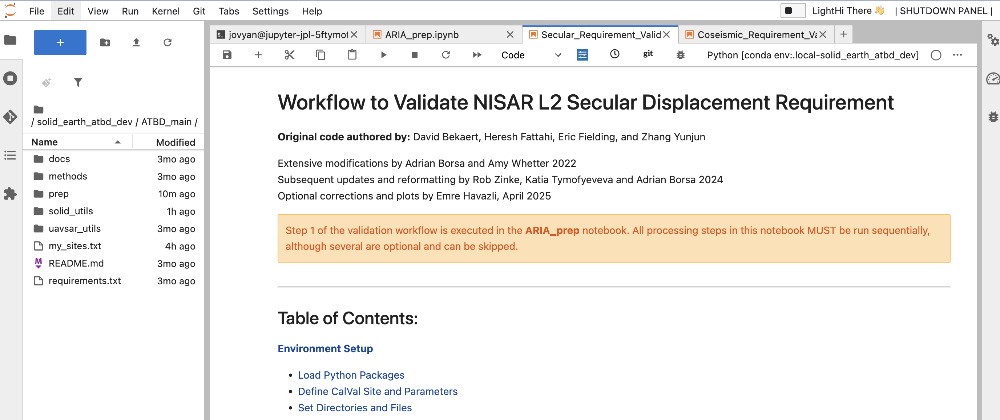 File Edit View Run Kernel Git Tabs Settings Help
LightHi There 👋 | SHUTDOWN PANEL |
jovyan@jupyter-jpl-5ftymof
ARIA_prep.ipynb
Secular_Requirement_Valid
Coseismic_Requirement_Va
Code
git
Python [conda env:.local-solid_earth_atbd_dev]
/ solid_earth_atbd_dev / ATBD_main /
Name Modified
docs 3mo ago
methods 3mo ago
prep 10m ago
solid_utils 1h ago
uavsar_utils 3mo ago
my_sites.txt 4h ago
README.md 3mo ago
requirements.txt 3mo ago
Workflow to Validate NISAR L2 Secular Displacement Requirement
Original code authored by: David Bekaert, Heresh Fattahi, Eric Fielding, and Zhang Yunjun
Extensive modifications by Adrian Borsa and Amy Whetter 2022
Subsequent updates and reformatting by Rob Zinke, Katia Tymofyeveva and Adrian Borsa 2024
Optional corrections and plots by Emre Havazli, April 2025
Step 1 of the validation workflow is executed in the ARIA_prep notebook. All processing steps in this notebook MUST be run sequentially,
although several are optional and can be skipped.
Table of Contents:
Environment Setup
• Load Python Packages
• Define CalVal Site and Parameters
• Set Directories and Files